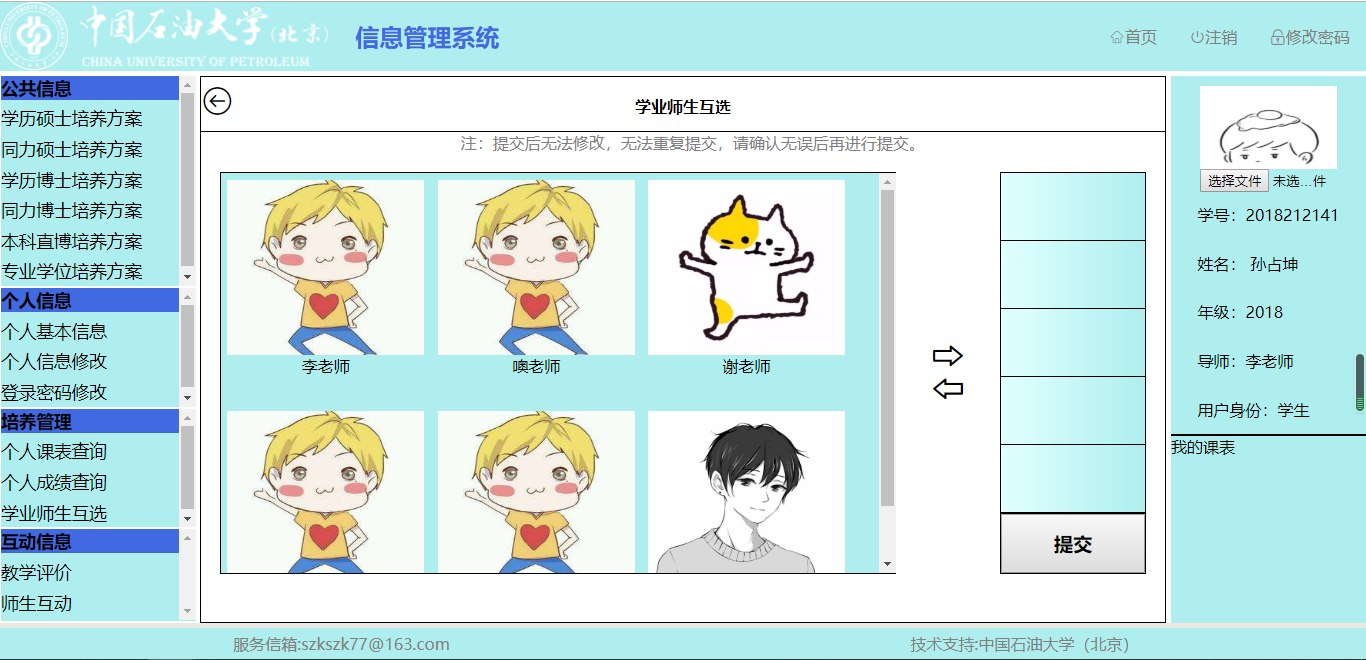 中国石油大学(北京)
CHINA UNIVERSITY OF PETROLEUM
信息管理系统
首页
注销
修改密码
公共信息
学历硕士培养方案
同力硕士培养方案
学历博士培养方案
同力博士培养方案
本科直博培养方案
专业学位培养方案
个人信息
个人基本信息
个人信息修改
登录密码修改
培养管理
个人课表查询
个人成绩查询
学业师生互选
互动信息
教学评价
师生互动
学业师生互选
注：提交后无法修改，无法重复提交，请确认无误后再进行提交。
李老师
噢老师
谢老师
提交
选择文件 未选...件
学号：2018212141
姓名： 孙占坤
年级：2018
导师：李老师
用户身份：学生
我的课表
服务信箱:szkszk77@163.com
技术支持:中国石油大学（北京）